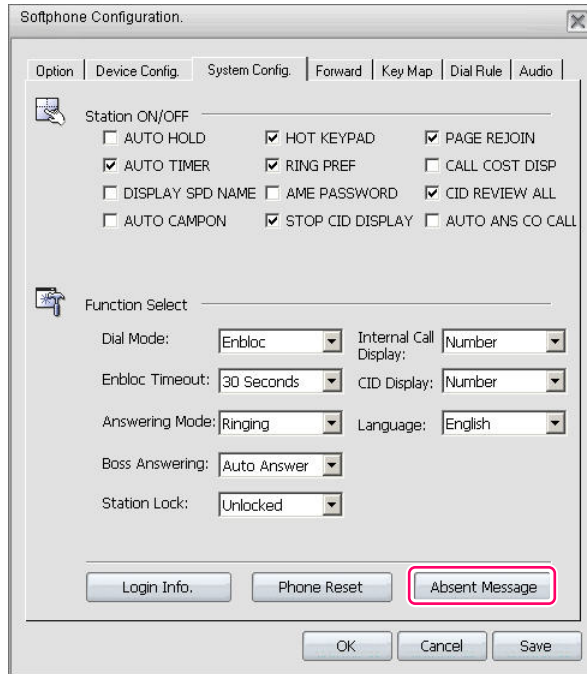 Softphone Configuration.
Option Device Config. System Config. Forward Key Map Dial Rule Audio
Station ON/OFF
AUTO HOLD HOT KEYPAD PAGE REJOIN
AUTO TIMER RING PREF CALL COST DISP
DISPLAY SPD NAME AME PASSWORD CID REVIEW ALL
AUTO CAMPON STOP CID DISPLAY AUTO ANS CO CALL
Function Select
Dial Mode: Enbloc Internal Call Display: Number
Enbloc Timeout: 30 Seconds CID Display: Number
Answering Mode: Ringing Language: English
Boss Answering: Auto Answer
Station Lock: Unlocked
Login Info. Phone Reset Absent Message
OK Cancel Save